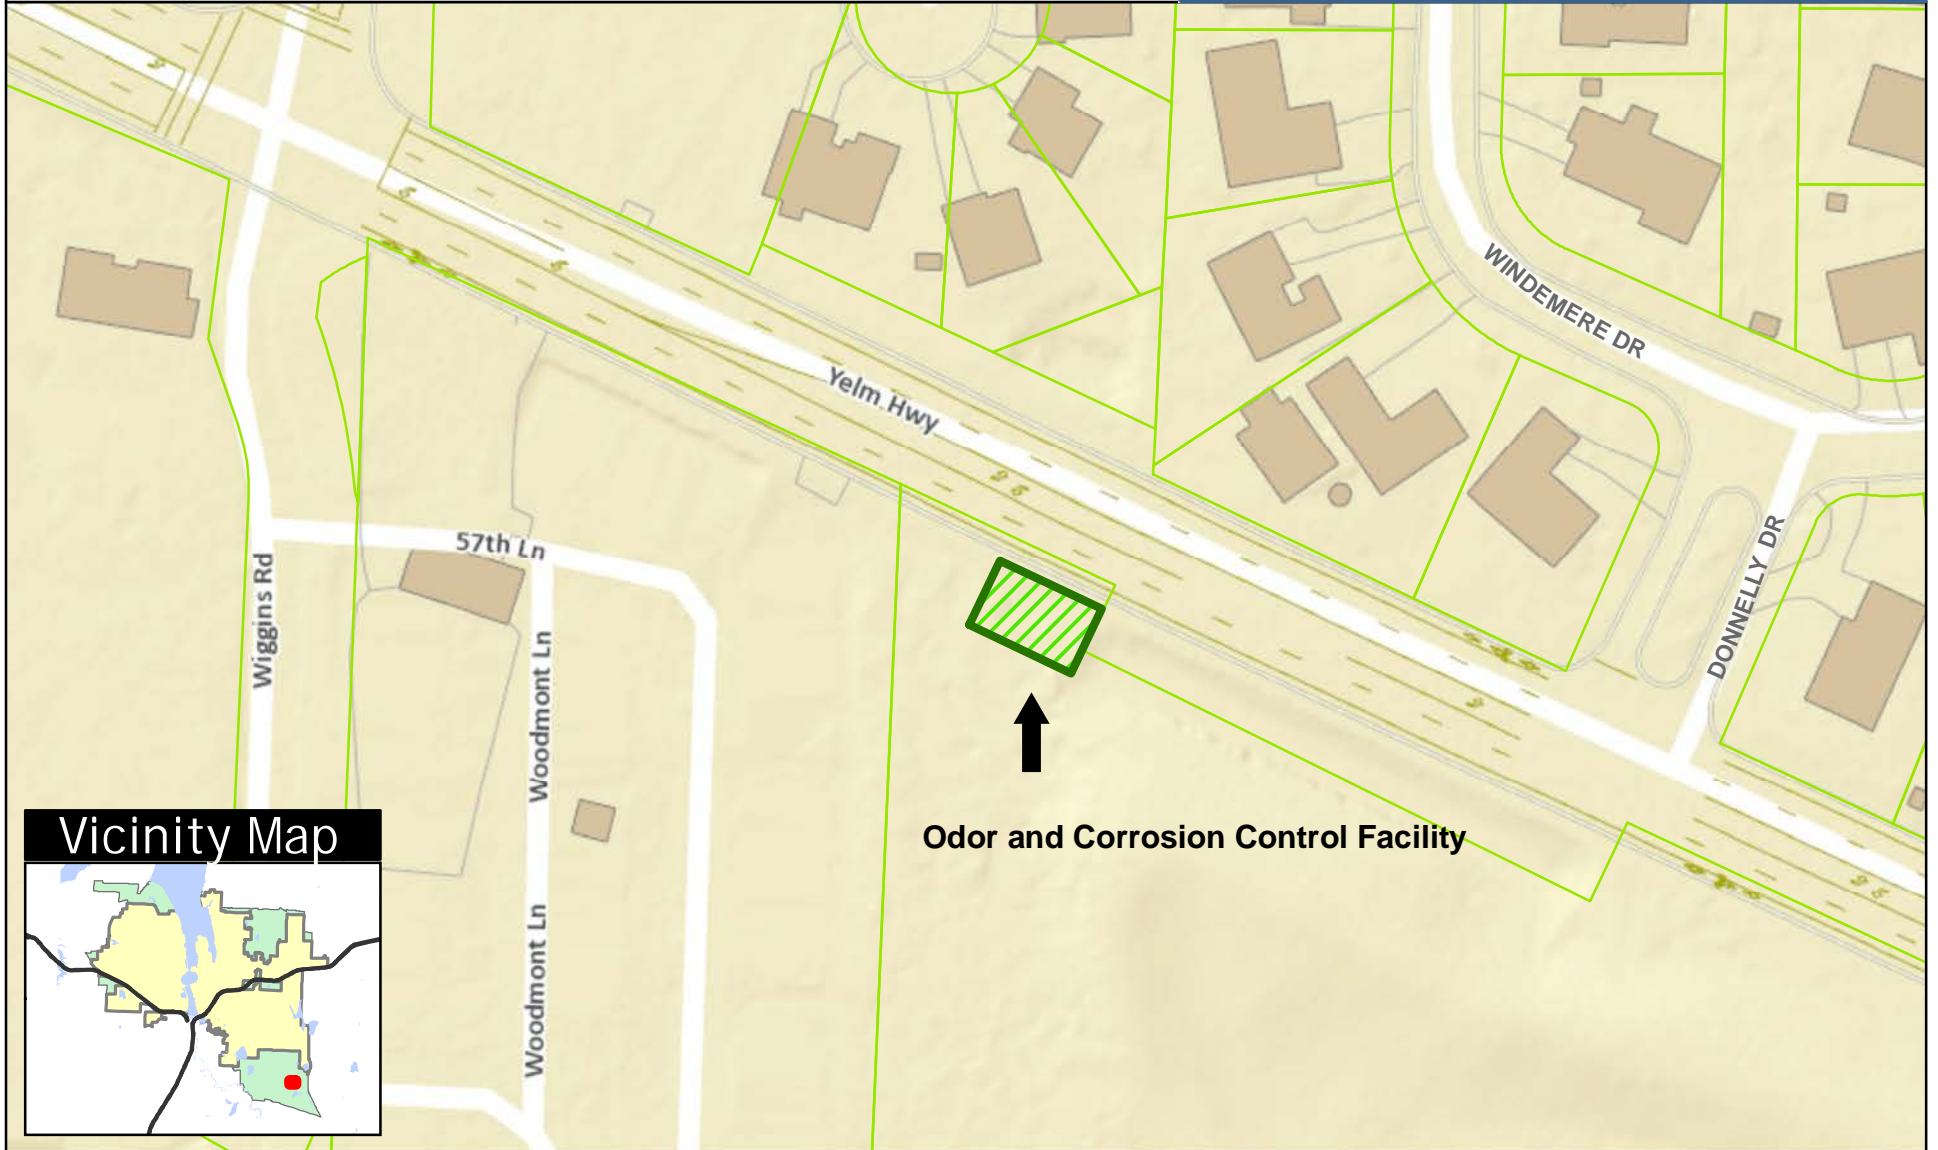 WINDEMERE DR
Yelm Hwy
57th Ln
Wiggins Rd
Woodmont Ln
DONNELLY DR
Odor and Corrosion Control Facility
Vicinity Map
Woodmont Ln